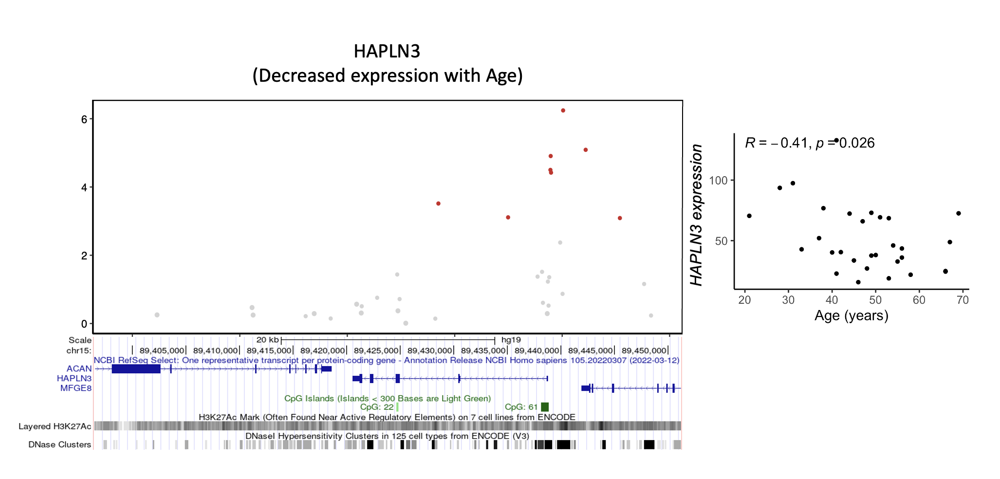 HAPLN3
(Decreased expression with Age)
6
4
2
0
Scale 20 kb hg19
chr15: 89,405,000 89,410,000 89,415,000 89,420,000 89,425,000 89,430,000 89,435,000 89,440,000 89,445,000 89,450,000
NCBI RefSeq Select: One representative transcript per protein-coding gene - Annotation Release NCBI Homo sapiens 105.20220307 (2022-03-12)
ACAN
HAPLN3
MFGE8
CpG Islands (Islands < 300 Bases are Light Green)
CpG: 22 CpG: 61
H3K27Ac Mark (Often Found Near Active Regulatory Elements) on 7 cell lines from ENCODE
Layered H3K27Ac
DNaseI Hypersensitivity Clusters in 125 cell types from ENCODE (V3)
DNase Clusters
R = −0.41, p = 0.026
HAPLN3 expression
100
50
20 30 40 50 60 70
Age (years)